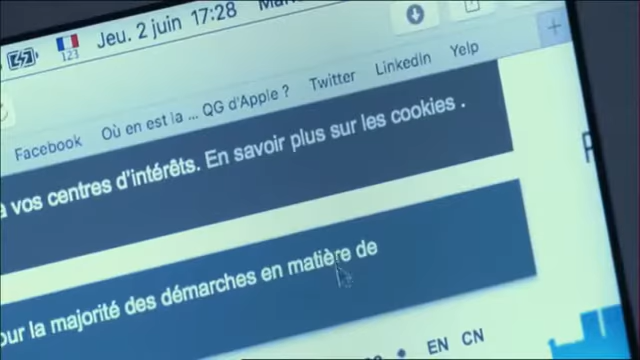 Jeu. 2 juin 17:28
123
Facebook Où en est la ... QG d'Apple ? Twitter LinkedIn Yelp
+
à vos centres d'intérêts. En savoir plus sur les cookies .
our la majorité des démarches en matière de
EN CN